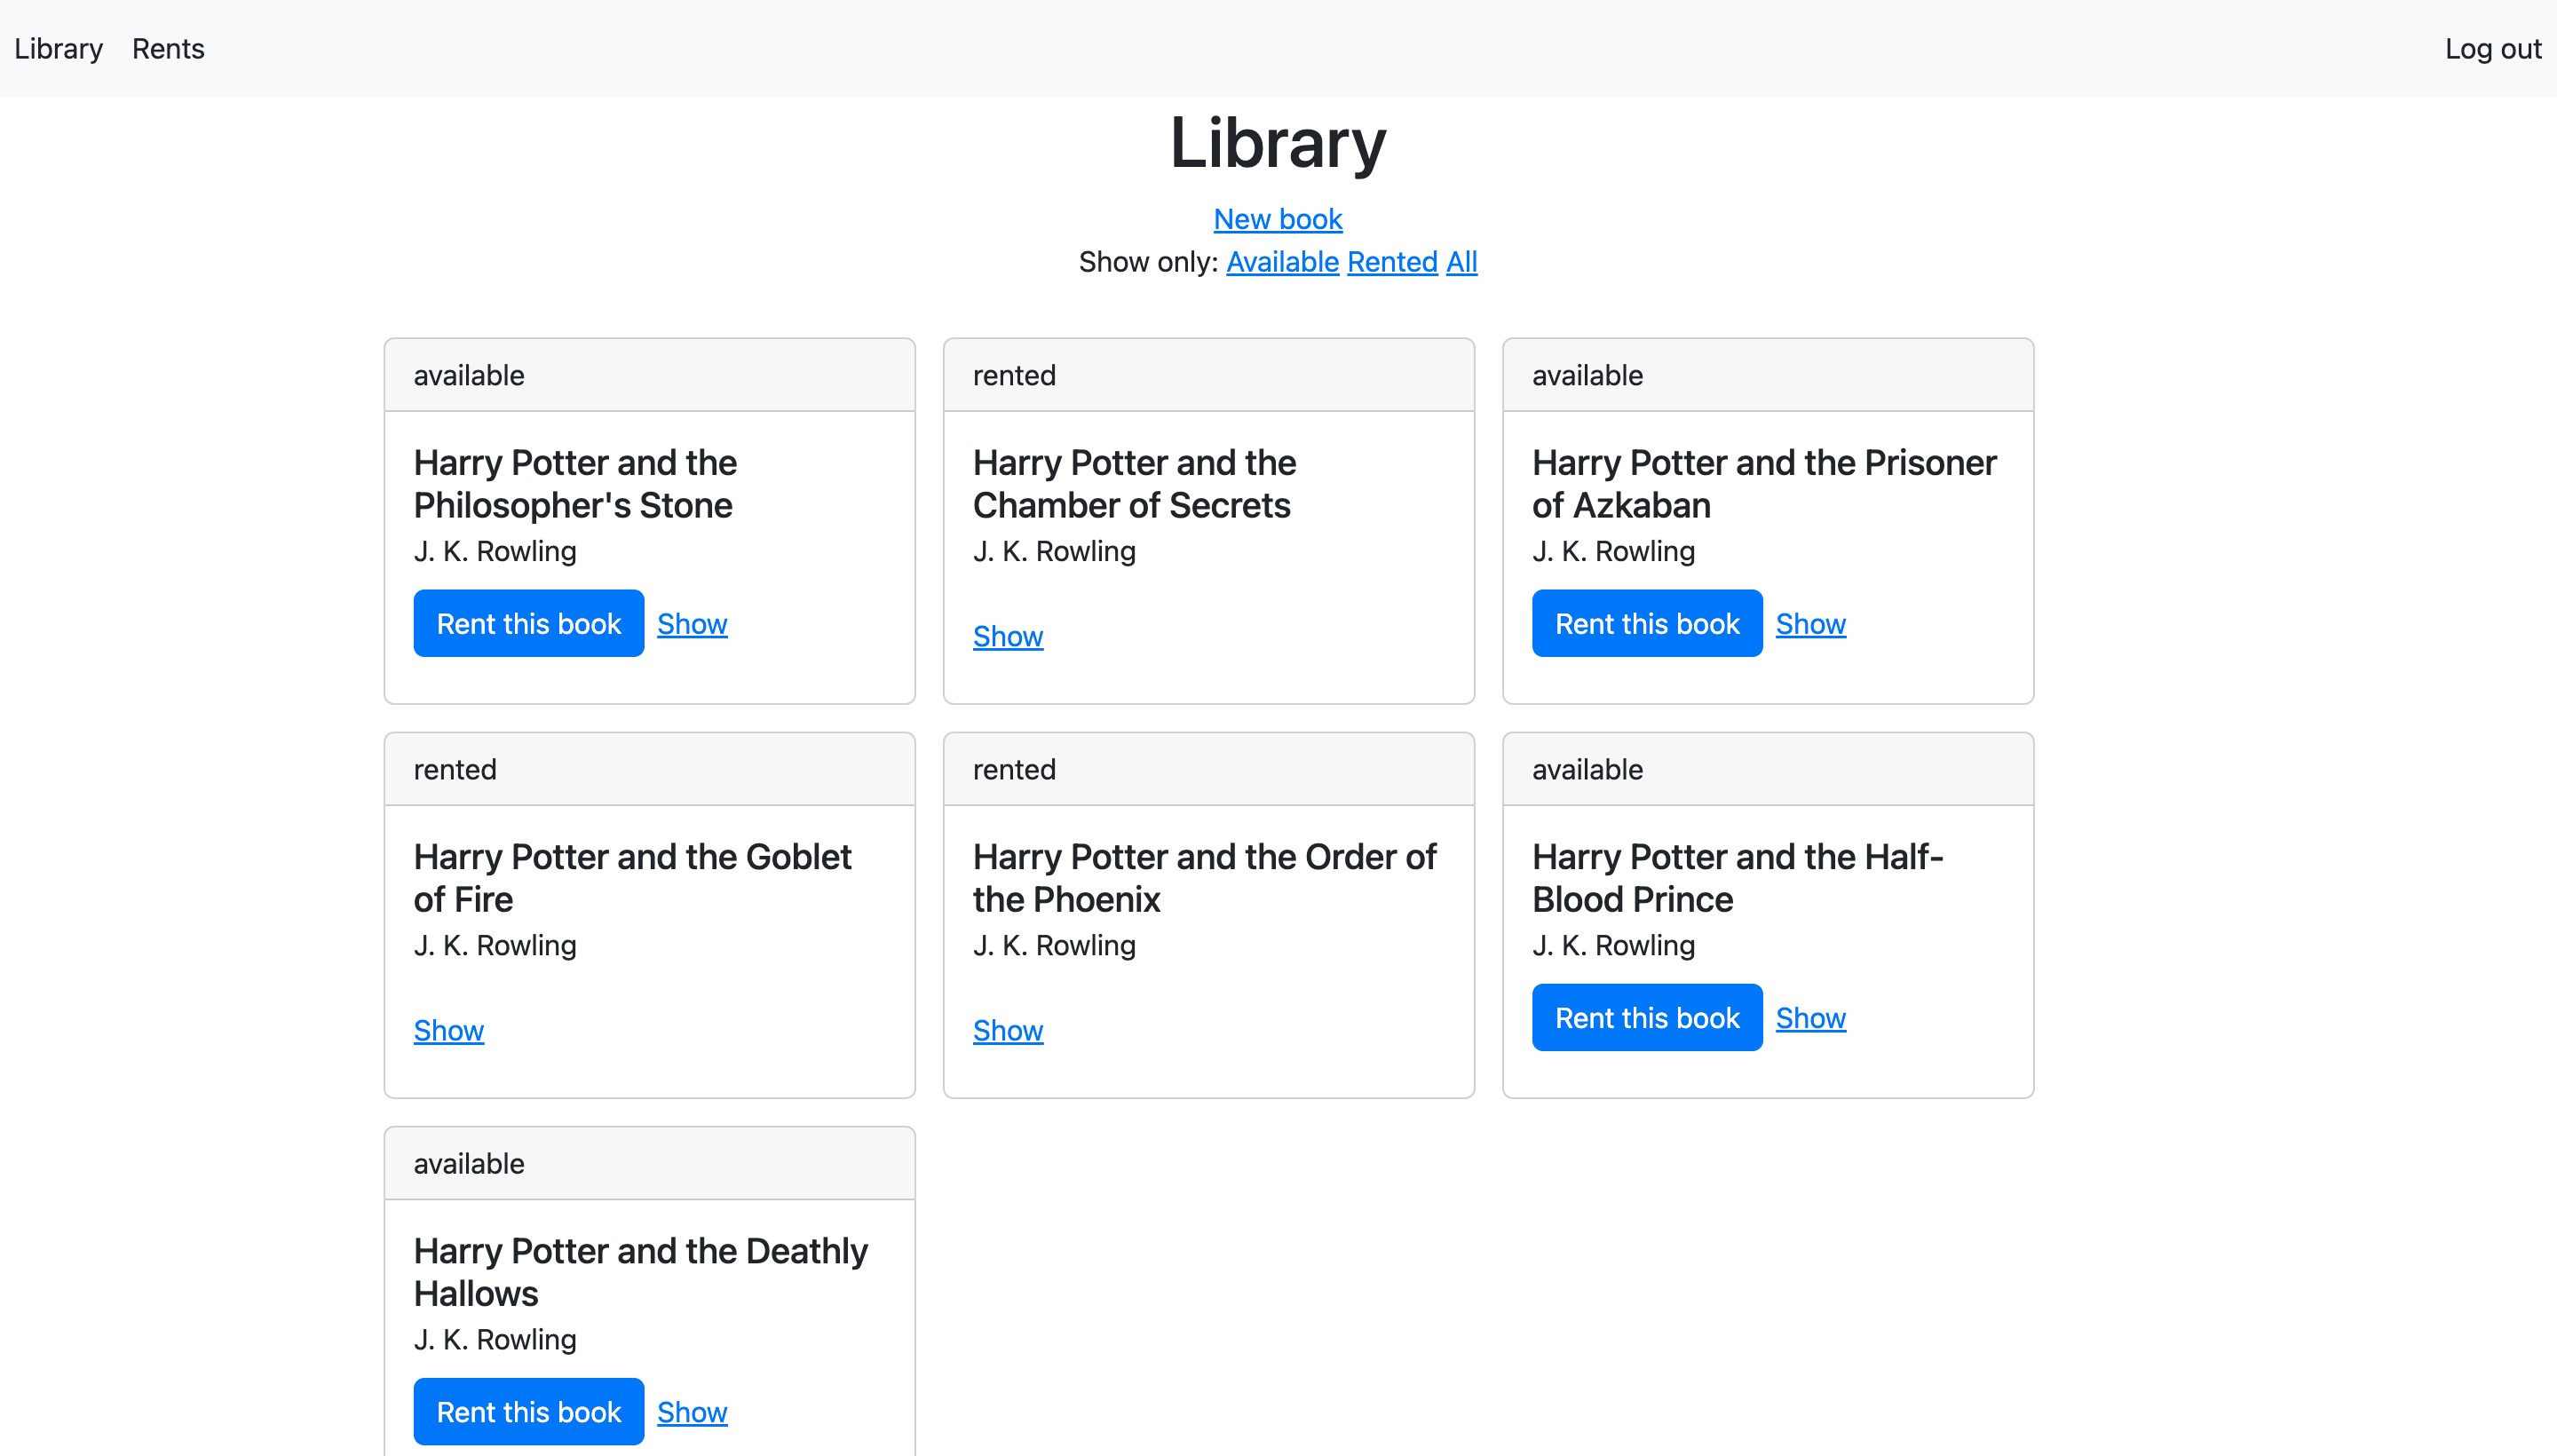 Library Rents Log out
Library
New book
Show only: Available Rented All
available
Harry Potter and the
Philosopher's Stone
J. K. Rowling
Rent this book Show
rented
Harry Potter and the
Chamber of Secrets
J. K. Rowling
Show
available
Harry Potter and the Prisoner
of Azkaban
J. K. Rowling
Rent this book Show
rented
Harry Potter and the Goblet
of Fire
J. K. Rowling
Show
rented
Harry Potter and the Order of
the Phoenix
J. K. Rowling
Show
available
Harry Potter and the Half-
Blood Prince
J. K. Rowling
Rent this book Show
available
Harry Potter and the Deathly
Hallows
J. K. Rowling
Rent this book Show